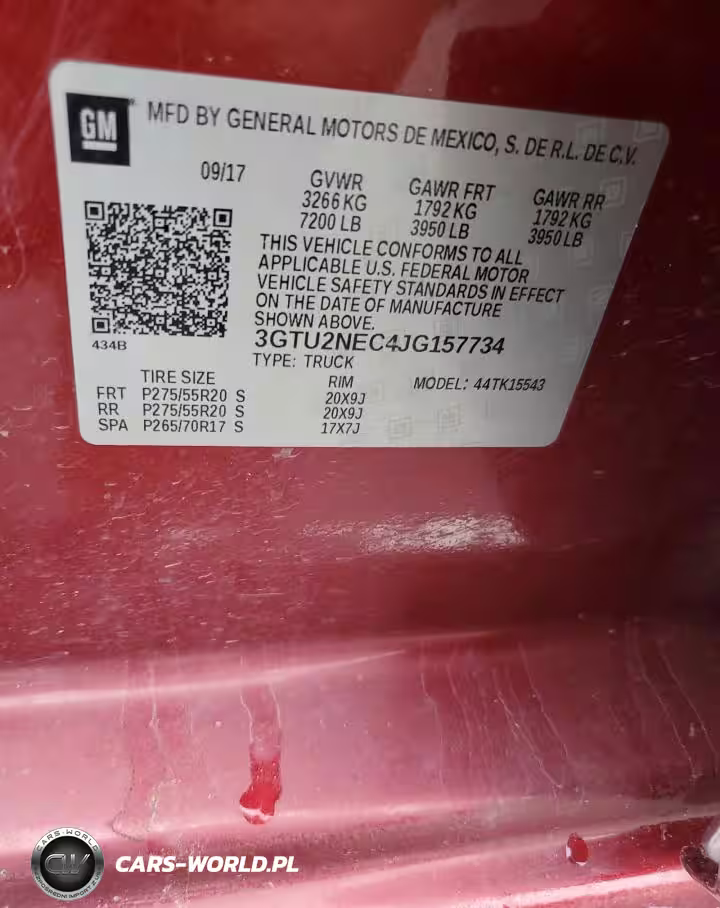 GM
MFD BY GENERAL MOTORS DE MEXICO, S. DE R.L. DE C.V.
09/17
GVWR GAWR FRT GAWR RR
3266 KG 1792 KG 1792 KG
7200 LB 3950 LB 3950 LB
THIS VEHICLE CONFORMS TO ALL
APPLICABLE U.S. FEDERAL MOTOR
VEHICLE SAFETY STANDARDS IN EFFECT
ON THE DATE OF MANUFACTURE
SHOWN ABOVE.
434B
3GTU2NEC4JG157734
TYPE: TRUCK
TIRE SIZE RIM MODEL: 44TK15543
FRT P275/55R20 S 20X9J
RR P275/55R20 S 20X9J
SPA P265/70R17 S 17X7J
CARS-WORLD
CW
CARS-WORLD.PL